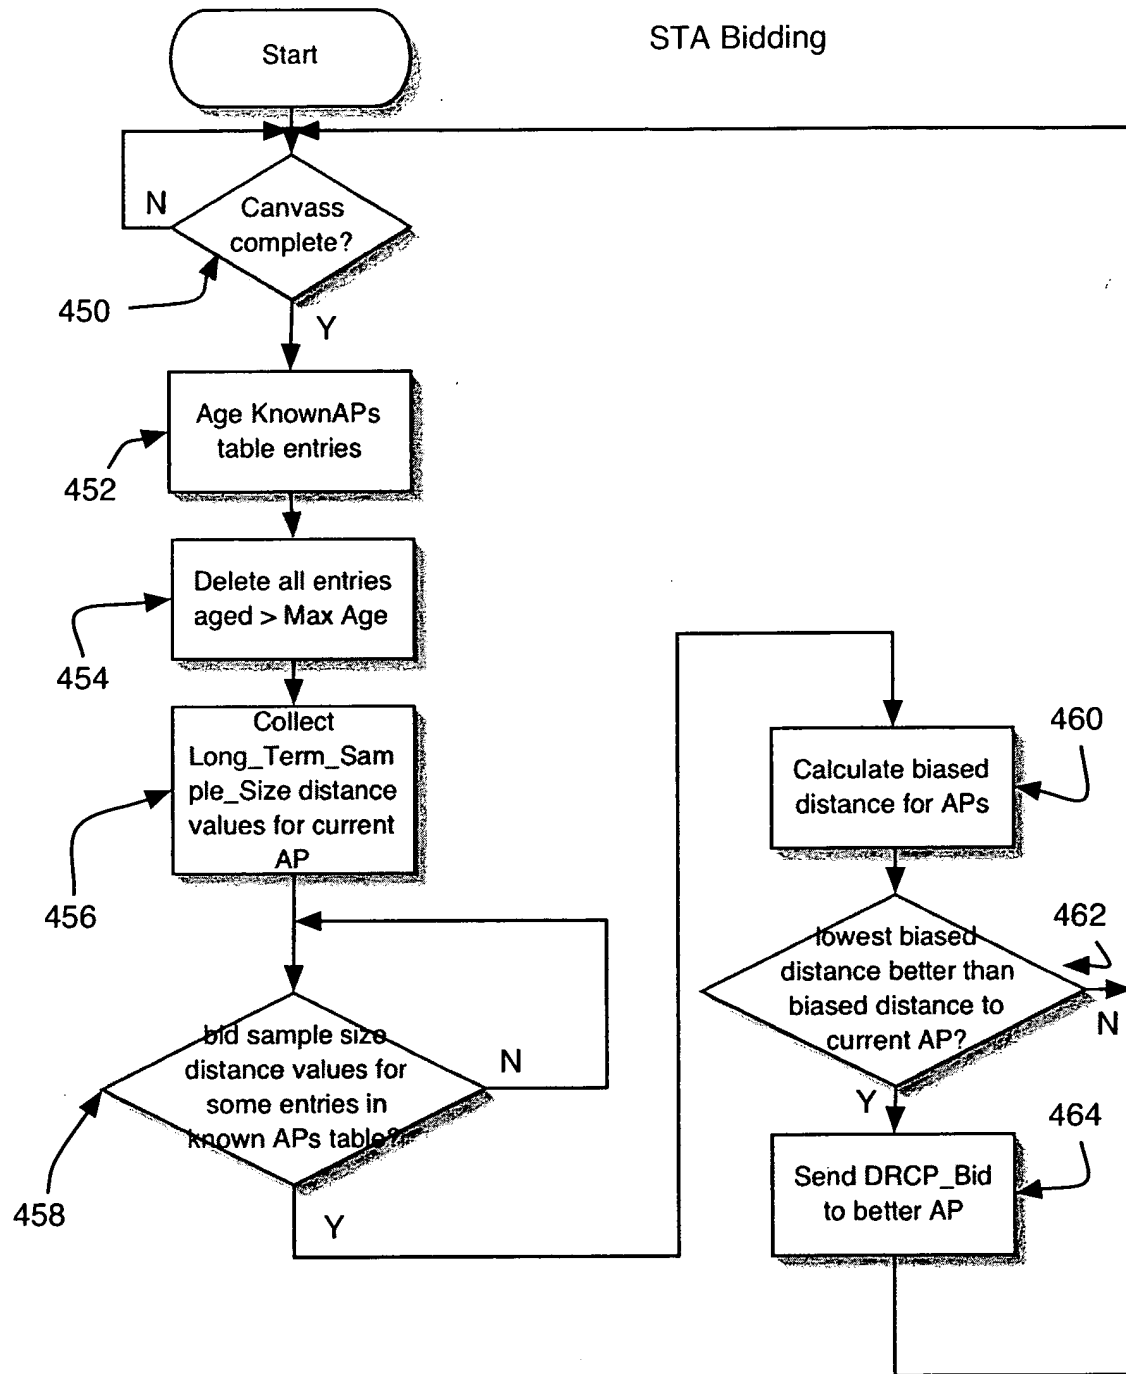 STA Bidding
Start
N
Canvass
complete?
450
Y
Age KnownAPs
table entries
452
Delete all entries
aged > Max Age
454
Collect
Long_Term_Sam
ple_Size distance
values for current
AP
456
bid sample size
distance values for
some entries in
known APs table?
N
458
Y
460
Calculate biased
distance for APs
462
lowest biased
distance better than
biased distance to
current AP?
N
Y
464
Send DRCP_Bid
to better AP